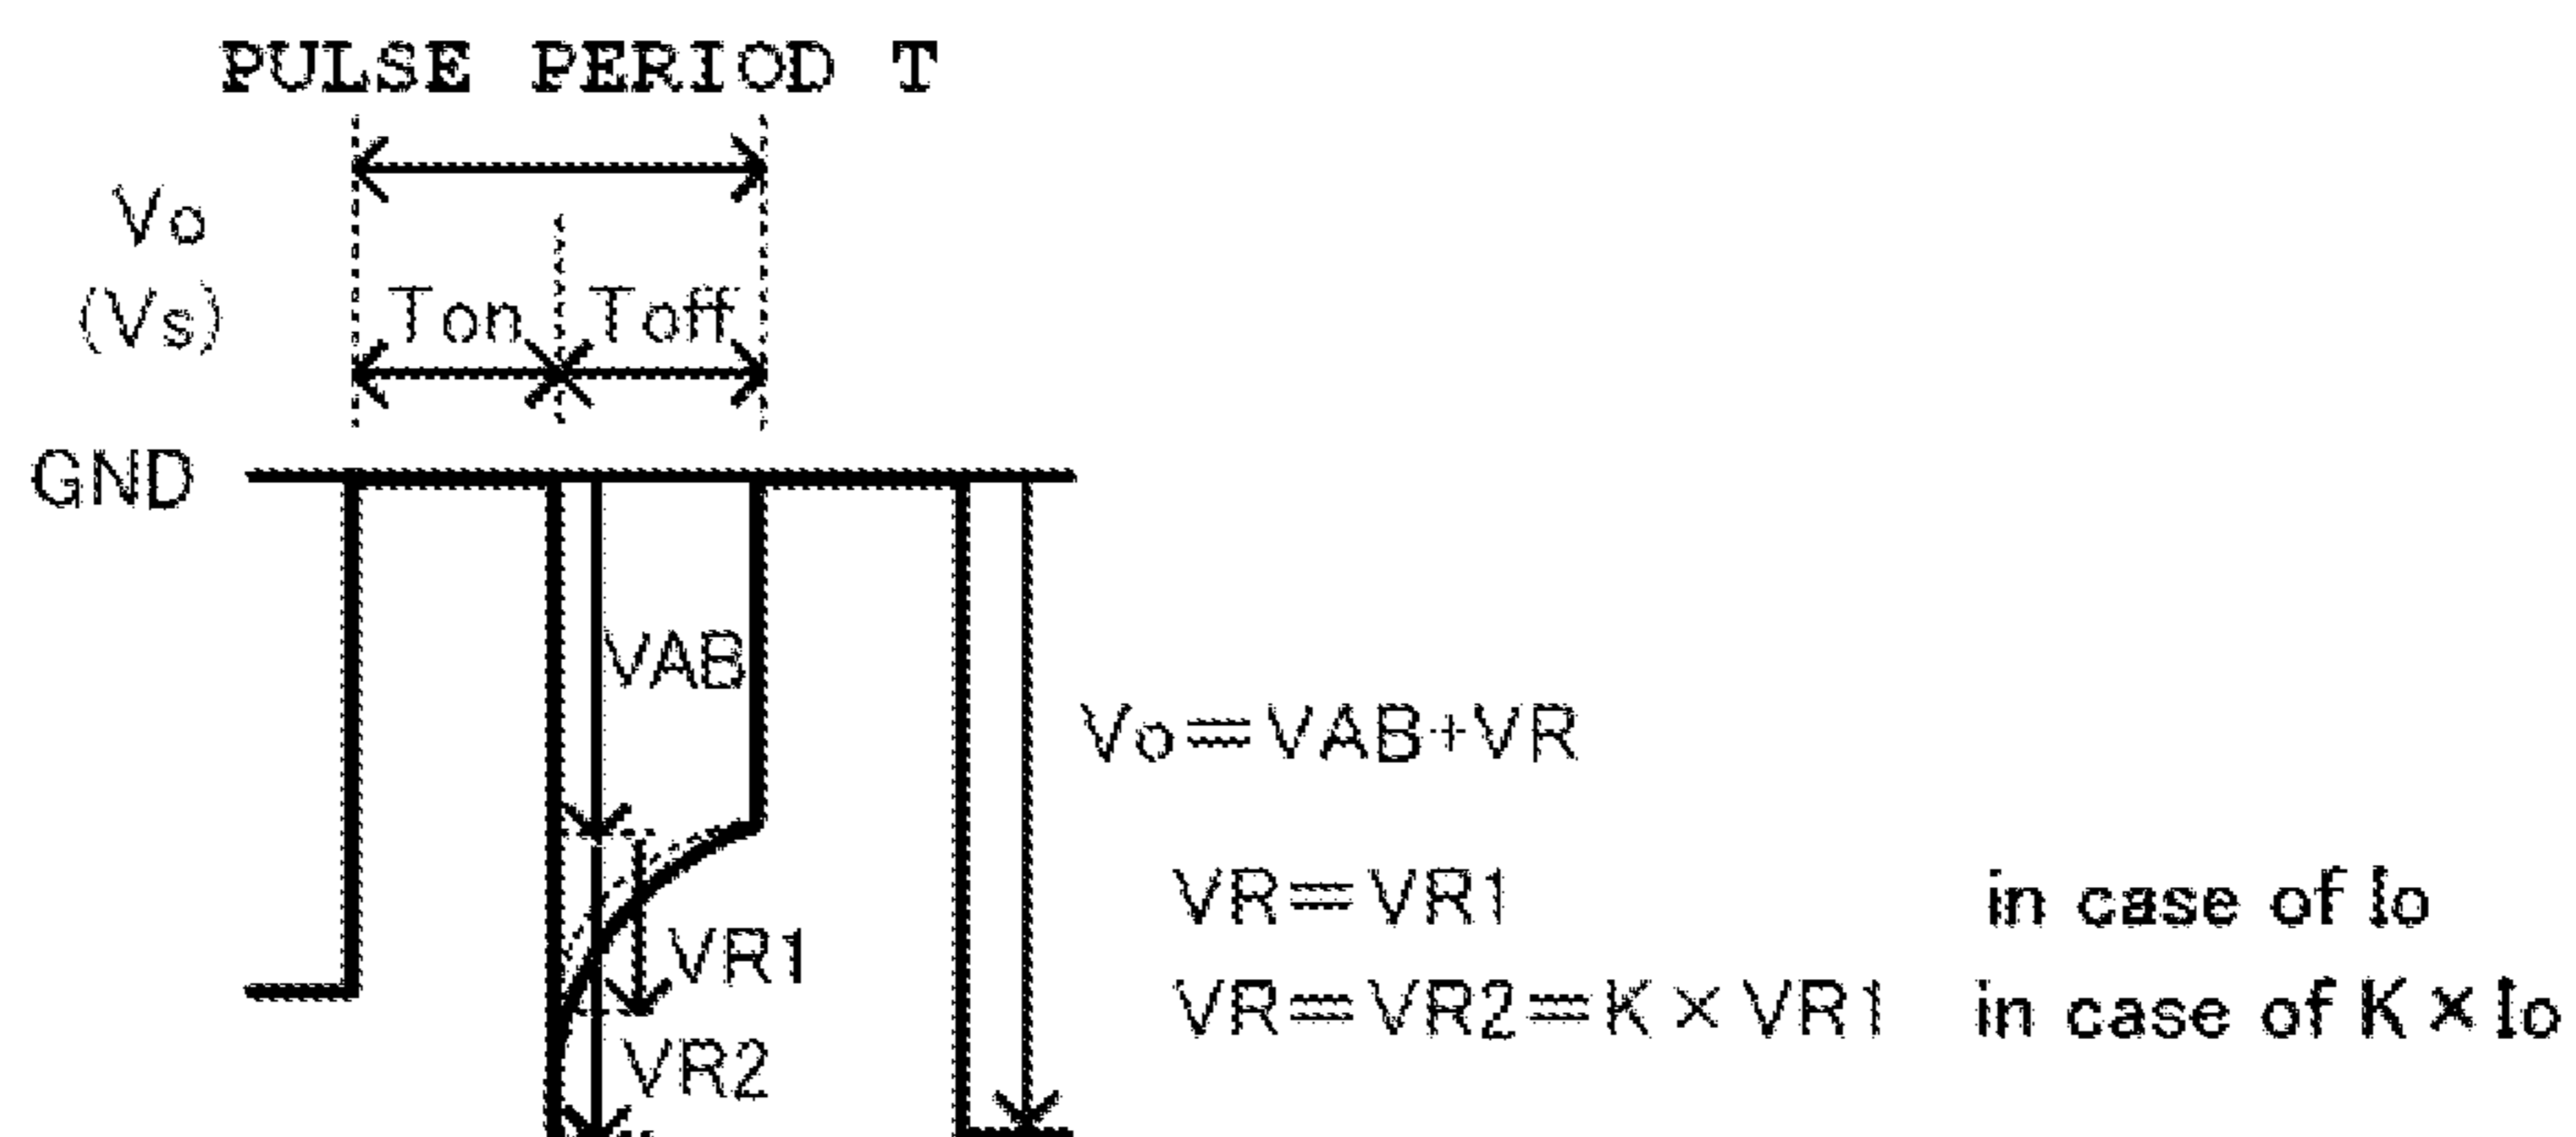 PULSE PERIOD T
Vo
(Vs)
Ton Toff
GND
VAB
Vo=VAB+VR
VR=VR1 in case of Io
VR1
VR=VR2=K×VR1 in case of K×Io
VR2